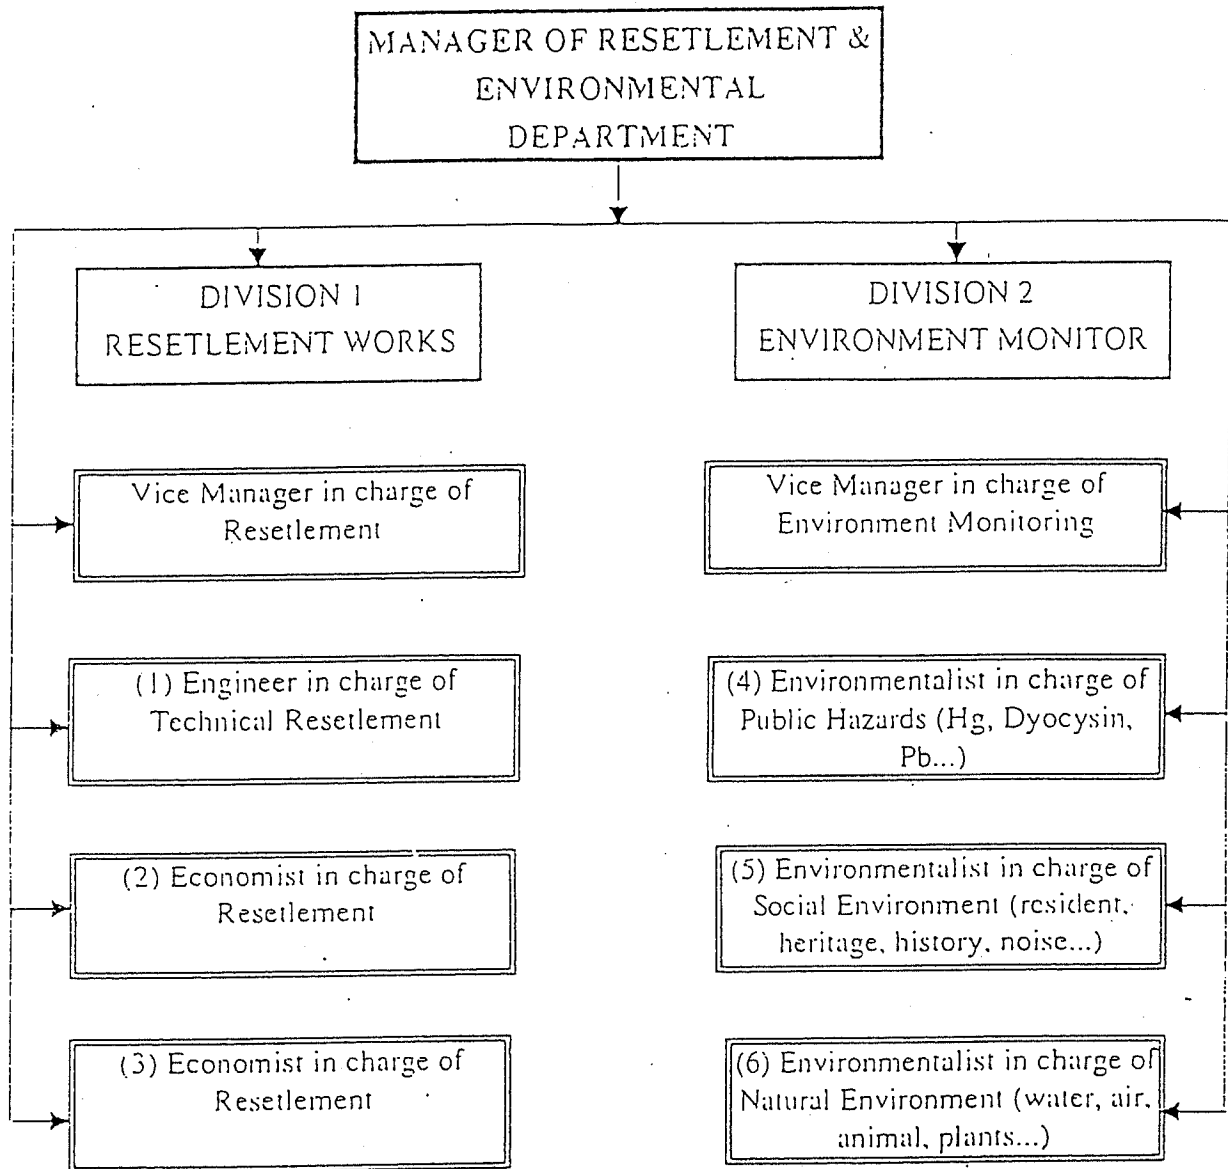 MANAGER OF RESETLEMENT &
ENVIRONMENTAL
DEPARTMENT
DIVISION 1
RESETLEMENT WORKS
DIVISION 2
ENVIRONMENT MONITOR
Vice Manager in charge of
Resetlement
Vice Manager in charge of
Environment Monitoring
(1) Engineer in charge of
Technical Resetlement
(4) Environmentalist in charge of
Public Hazards (Hg, Dyocysin,
Pb...)
(2) Economist in charge of
Resetlement
(5) Environmentalist in charge of
Social Environment (resident,
heritage, history, noise...)
(3) Economist in charge of
Resetlement
(6) Environmentalist in charge of
Natural Environment (water, air,
animal, plants...)